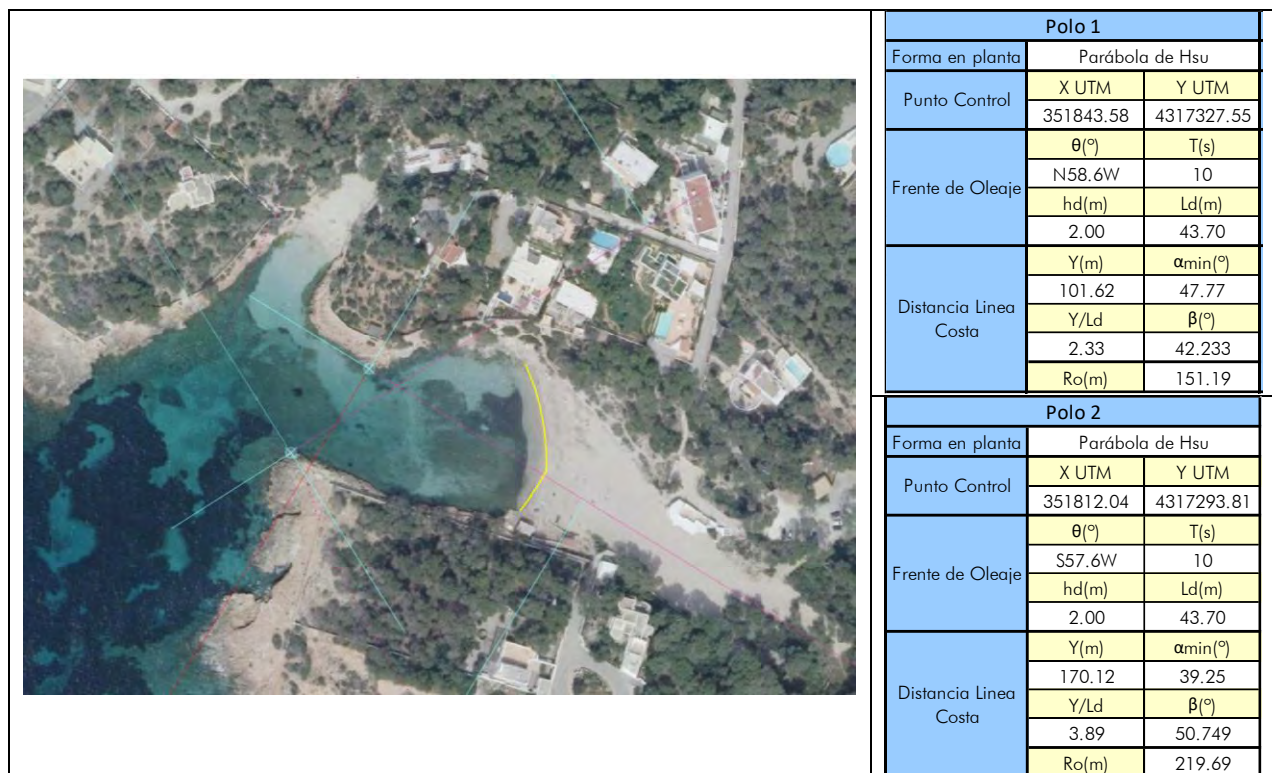 Polo 1
Forma en planta Parábola de Hsu
Punto Control X UTM Y UTM
351843.58 4317327.55
Frente de Oleaje θ(º) T(s)
N58.6W 10
hd(m) Ld(m)
2.00 43.70
Distancia Linea Costa Y(m) αmin(º)
101.62 47.77
Y/Ld β(º)
2.33 42.233
Ro(m) 151.19
Polo 2
Forma en planta Parábola de Hsu
Punto Control X UTM Y UTM
351812.04 4317293.81
Frente de Oleaje θ(º) T(s)
S57.6W 10
hd(m) Ld(m)
2.00 43.70
Distancia Linea Costa Y(m) αmin(º)
170.12 39.25
Y/Ld β(º)
3.89 50.749
Ro(m) 219.69